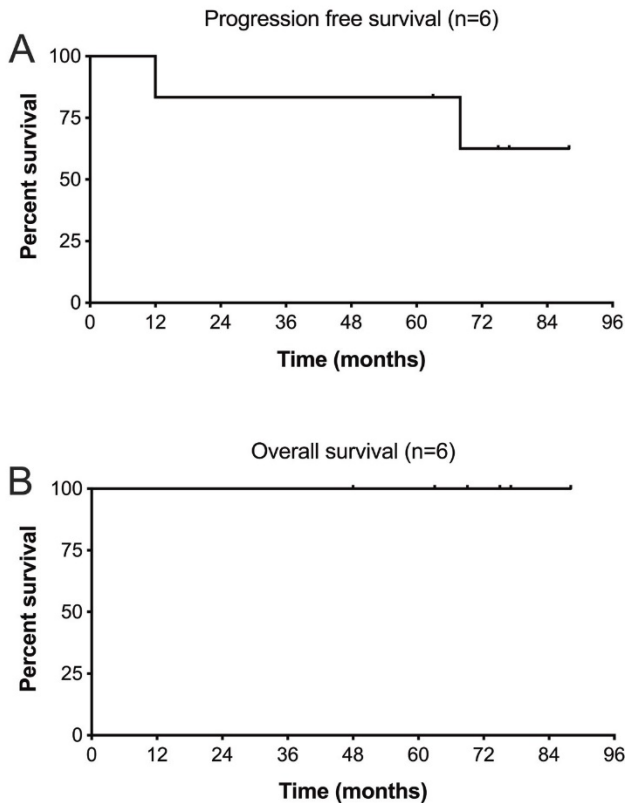 Progression free survival (n=6)
A
100
75
50
25
0
Percent survival
0 12 24 36 48 60 72 84 96
Time (months)
Overall survival (n=6)
B
100
75
50
25
0
Percent survival
0 12 24 36 48 60 72 84 96
Time (months)